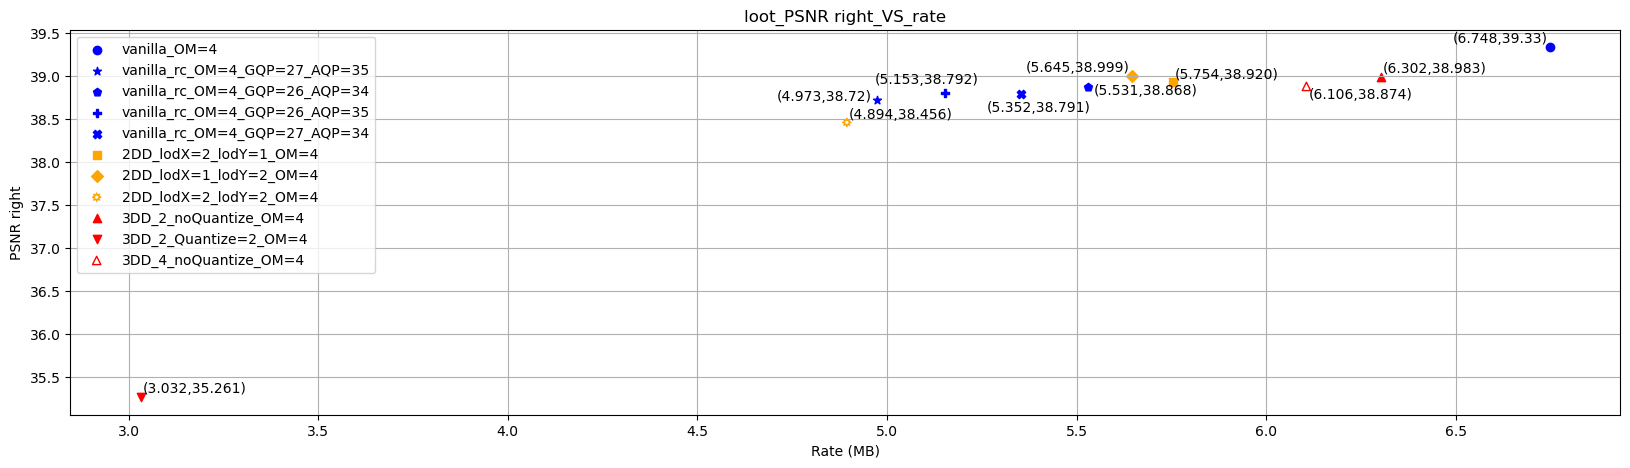 loot_PSNR right_VS_rate
39.5
39.0
38.5
38.0
37.5
37.0
36.5
36.0
35.5
PSNR right
vanilla_OM=4
vanilla_rc_OM=4_GQP=27_AQP=35
vanilla_rc_OM=4_GQP=26_AQP=34
vanilla_rc_OM=4_GQP=26_AQP=35
vanilla_rc_OM=4_GQP=27_AQP=34
2DD_lodX=2_lodY=1_OM=4
2DD_lodX=1_lodY=2_OM=4
2DD_lodX=2_lodY=2_OM=4
3DD_2_noQuantize_OM=4
3DD_2_Quantize=2_OM=4
3DD_4_noQuantize_OM=4
(6.748,39.33)
(5.645,38.999)
(6.302,38.983)
(5.754,38.920)
(5.153,38.792)
(5.531,38.868)
(6.106,38.874)
(4.973,38.72)
(5.352,38.791)
(4.894,38.456)
(3.032,35.261)
3.0 3.5 4.0 4.5 5.0 5.5 6.0 6.5
Rate (MB)